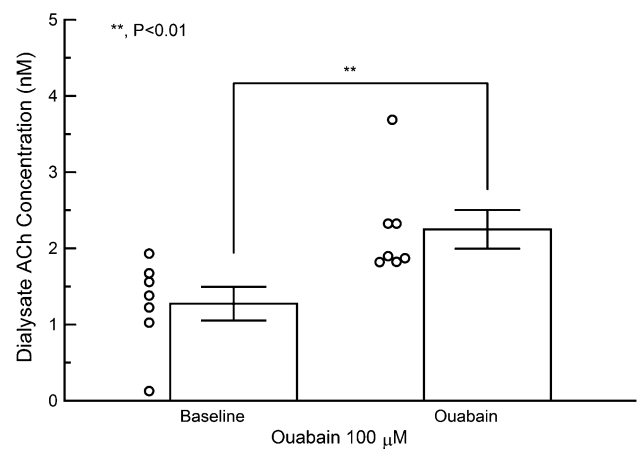 5
**, P<0.01
**
4
3
2
1
0
Dialysate ACh Concentration (nM)
Baseline
Ouabain
Ouabain 100 μM